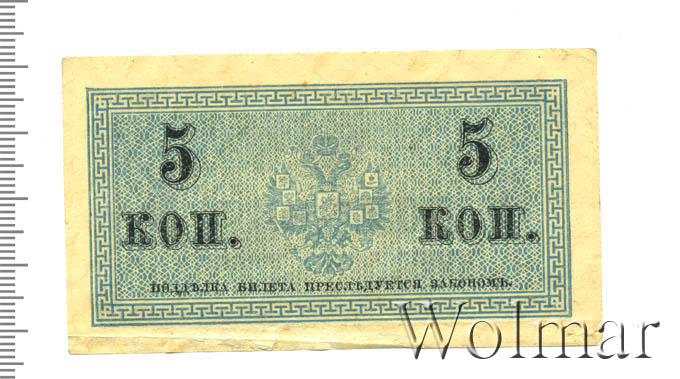 5 5
КОП. КОП.
ПОДДѢЛКА БИЛЕТА ПРЕСЛѢДУЕТСЯ ЗАКОНОМЪ.
Wolmar